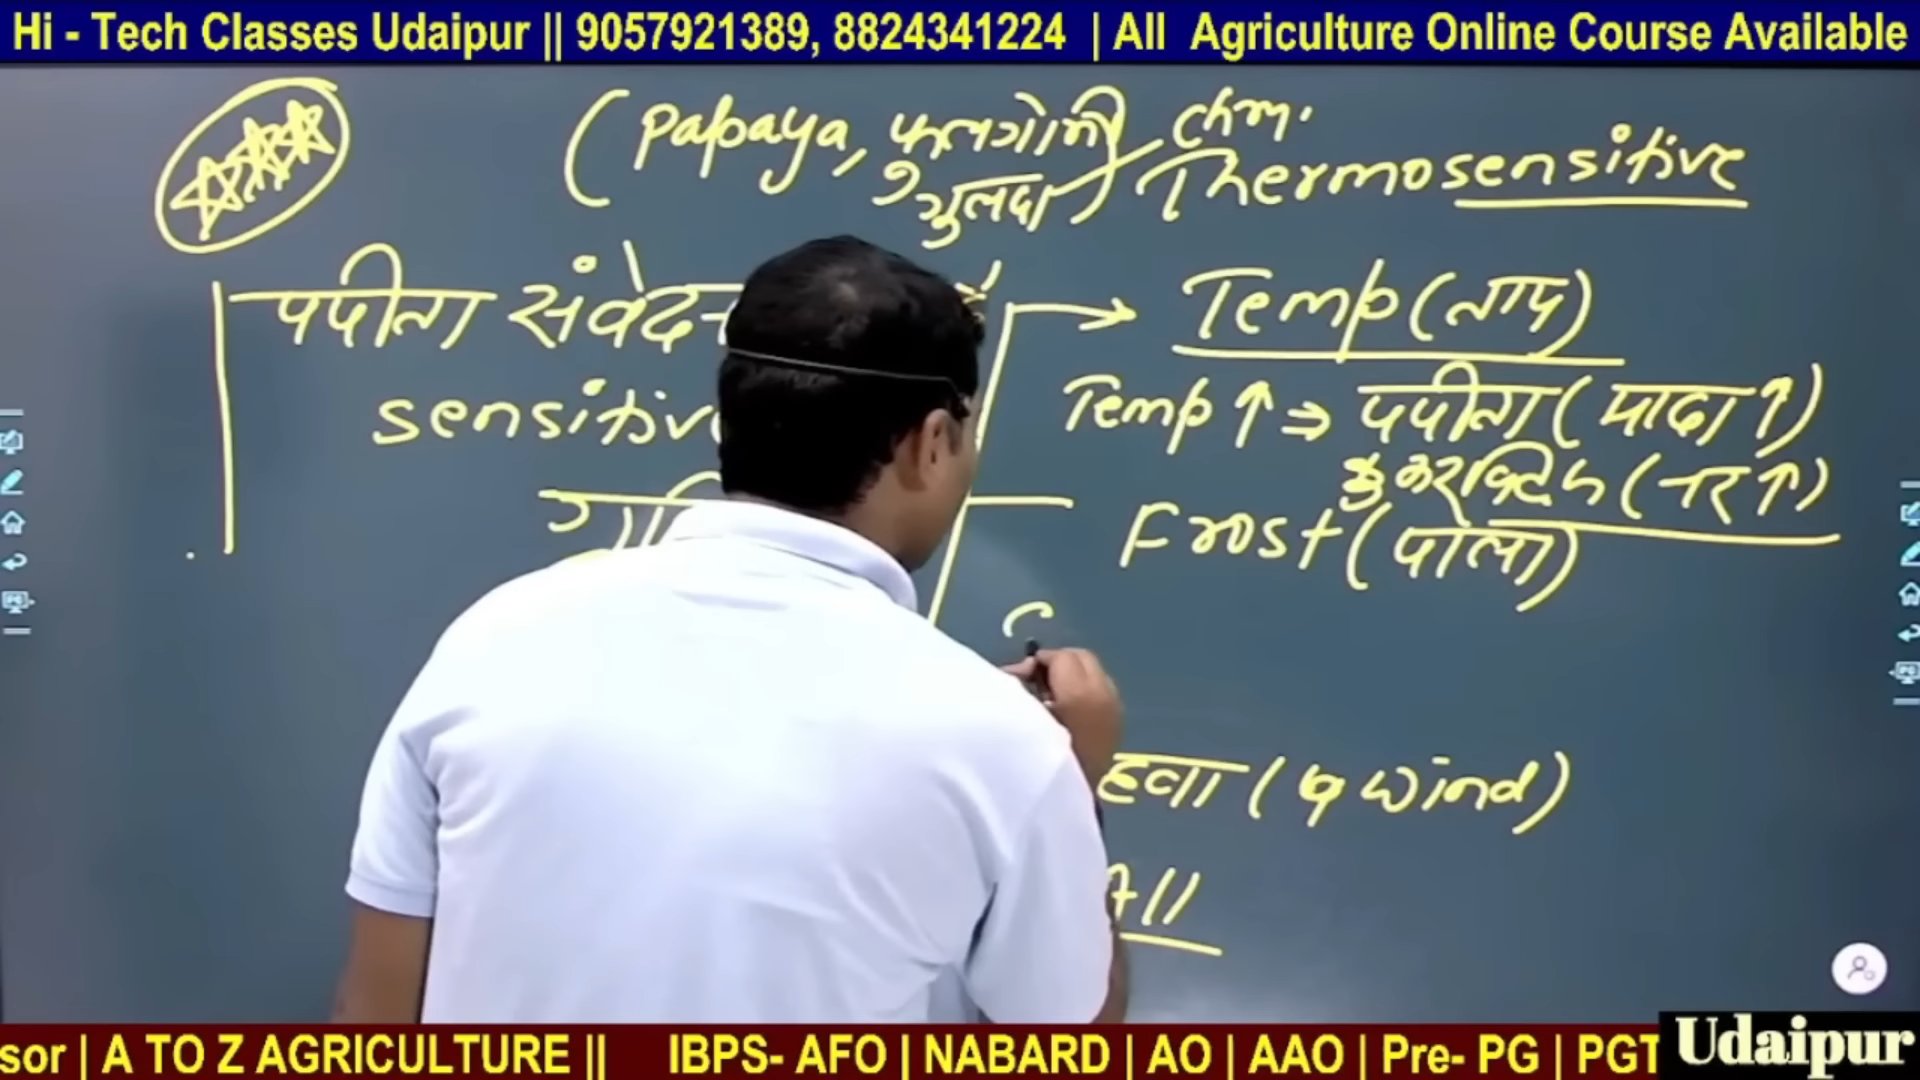 Hi - Tech Classes Udaipur || 9057921389, 8824341224 | All Agriculture Online Course Available
(Papaya, फूलगोभी, chm.
गुलदा) Thermosensitive
पपीता संवेद
sensitive
Temp (ताप)
Temp ↑ ⇒ पपीता (मादा ↑)
कुकरबिटेस (नर ↑)
Frost (पाला)
हवा (wind)
All
sor | A TO Z AGRICULTURE || IBPS- AFO | NABARD | AO | AAO | Pre- PG | PGT
Udaipur